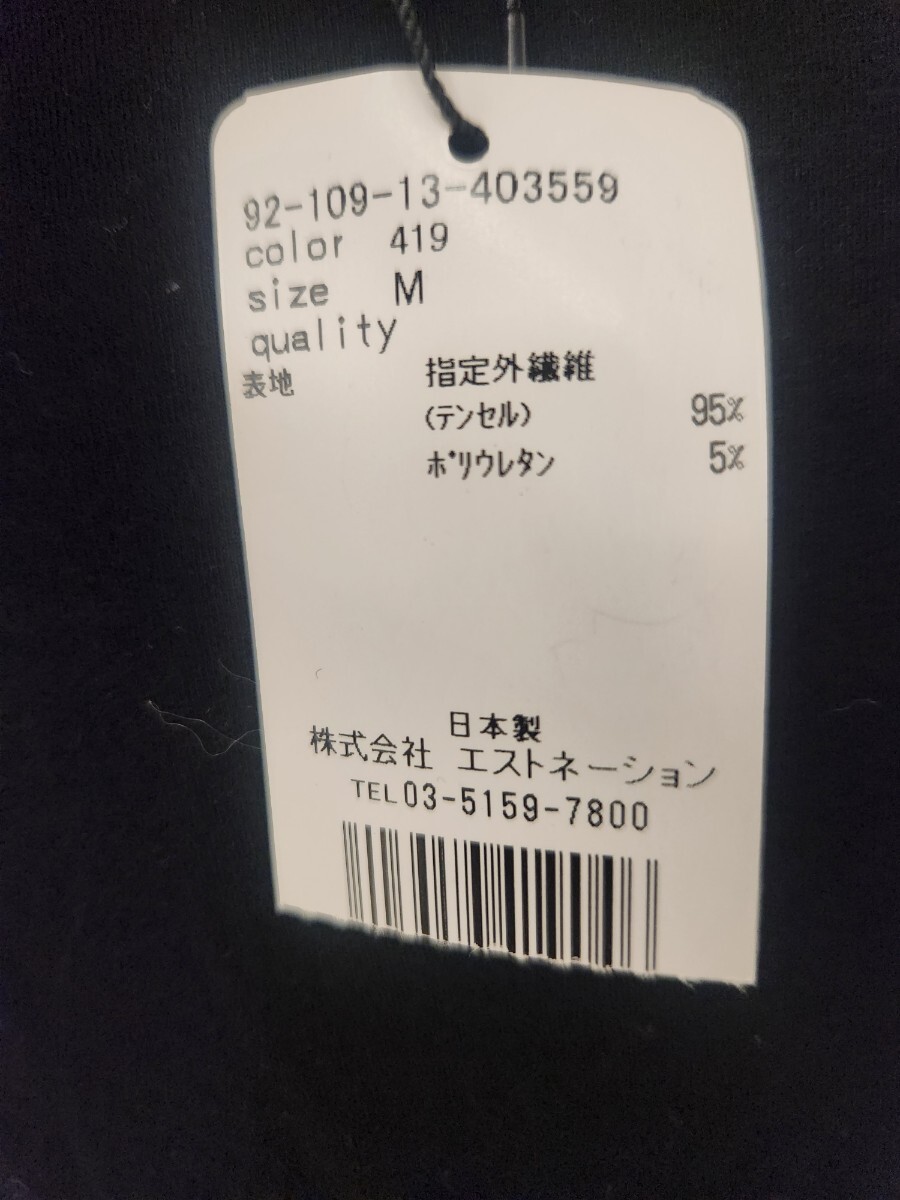 92-109-13-403559
color 419
size M
quality
表地 指定外繊維
(テンセル) 95%
ポリウレタン 5%
日本製
株式会社 エストネーション
TEL 03-5159-7800